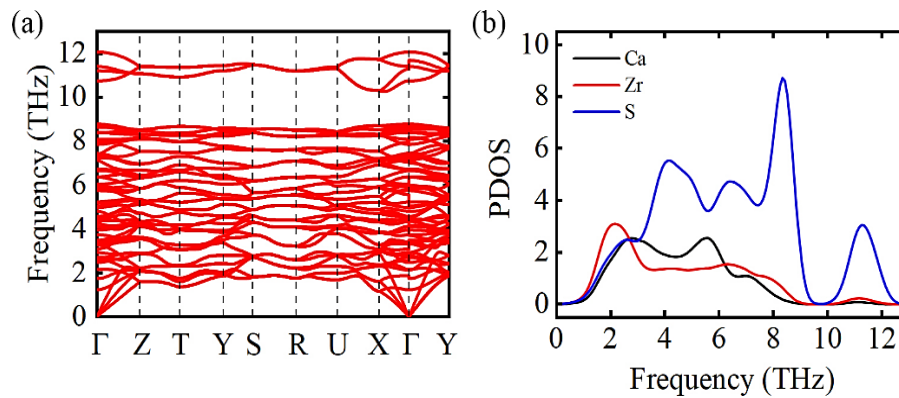 (a)
Frequency (THz)
12
10
8
6
4
2
0
Γ Z T Y S R U X Γ Y
(b)
PDOS
10
8
6
4
2
0
Ca
Zr
S
0 2 4 6 8 10 12
Frequency (THz)